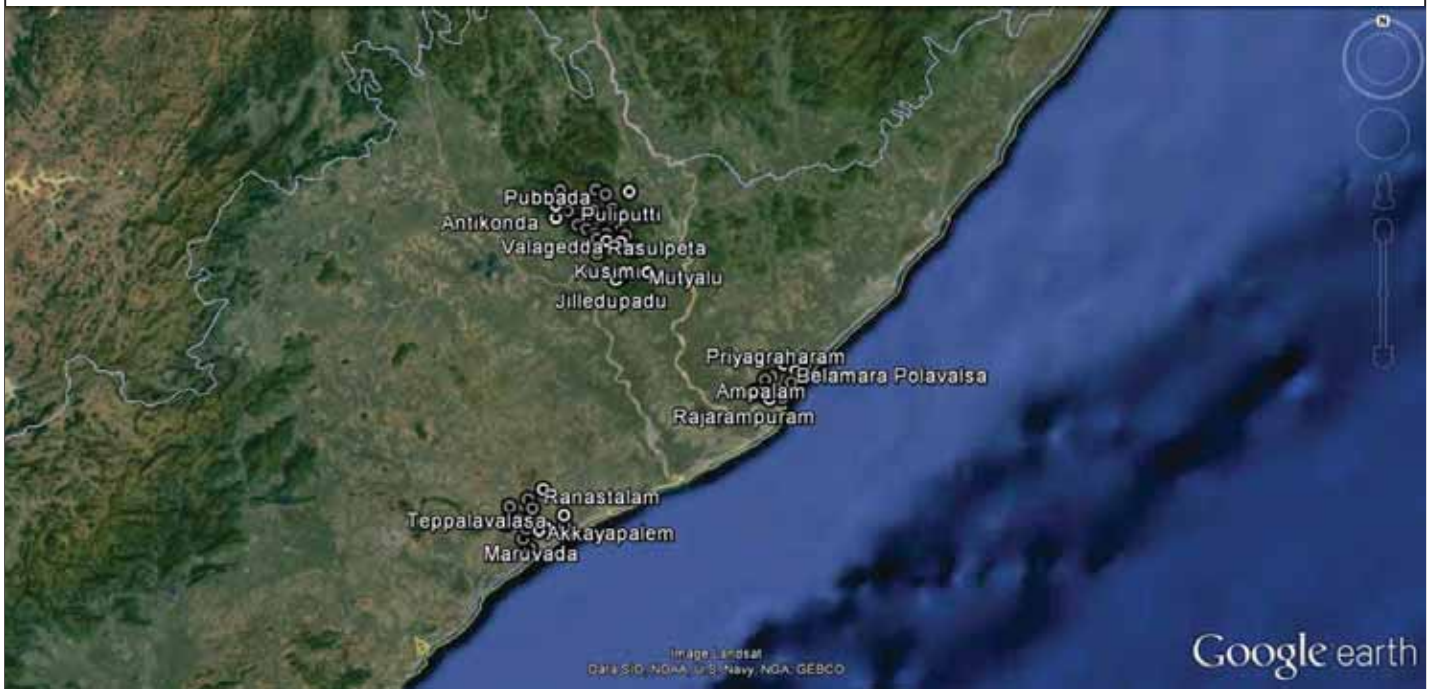 N
Pubbada
Puliputti
Antikonda
Valagedda Rasulpeta
Kusimi Mutyalu
Jilledupadu
Priyagraharam
Belamara Polavalsa
Ampalam
Rajarampuram
Ranastalam
Teppalavalasa
Akkayapalem
Maruvada
Image Landsat
Data SIO, NOAA, U.S. Navy, NGA, GEBCO
Google earth